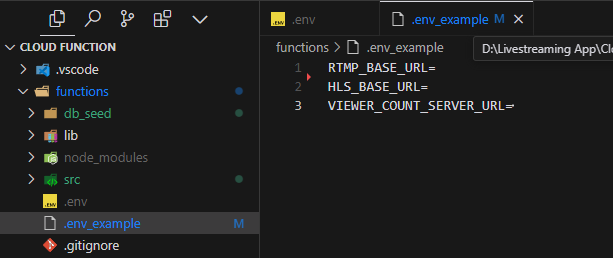 .env
.env_example M
CLOUD FUNCTION
functions > .env_example
D:\Livestreaming App\Clo
.vscode
functions
db_seed
lib
node_modules
src
.env
.env_example M
.gitignore
1 RTMP_BASE_URL=
2 HLS_BASE_URL=
3 VIEWER_COUNT_SERVER_URL=